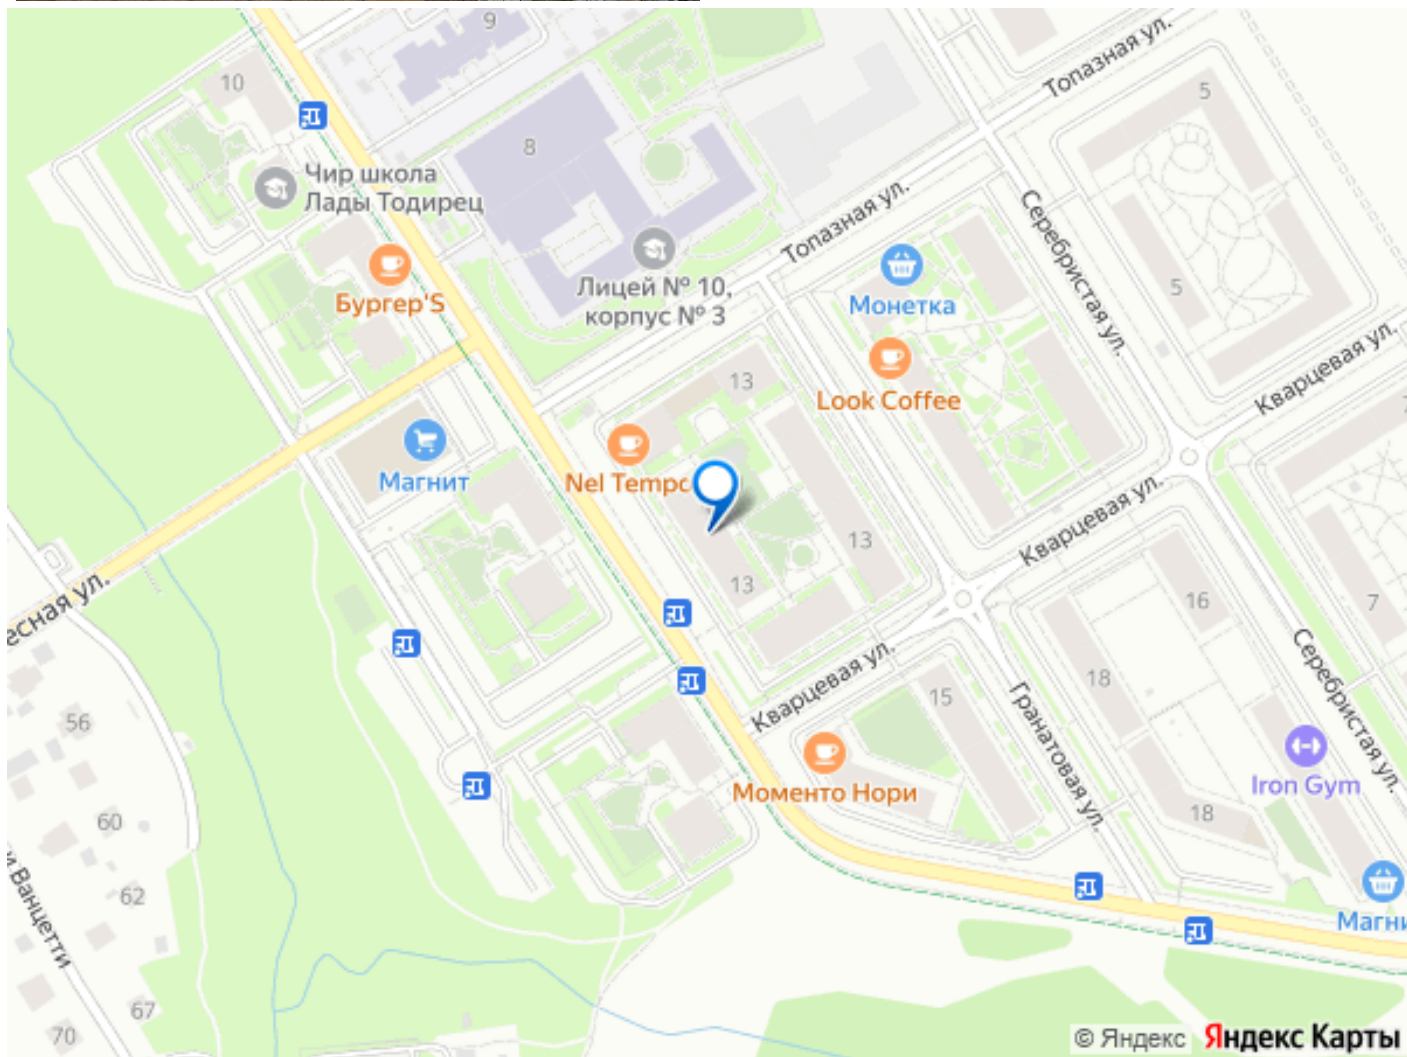 9
Топазная ул.
10
5
8
Чир школа
Лады Тодирец
Топазная ул.
Серебристая ул.
Бургер'S
Лицей № 10,
корпус № 3
Монетка
5
Кварцевая ул.
13
Look Coffee
Магнит
Nel Tempo
Кварцевая ул.
13
13
16
7
есная ул.
Кварцевая ул.
18
15
Гранатовая ул.
Серебристая ул.
56
Моменто Нори
Iron Gym
60
18
и Ванцетти
62
Магни
67
70
© Яндекс Яндекс Карты